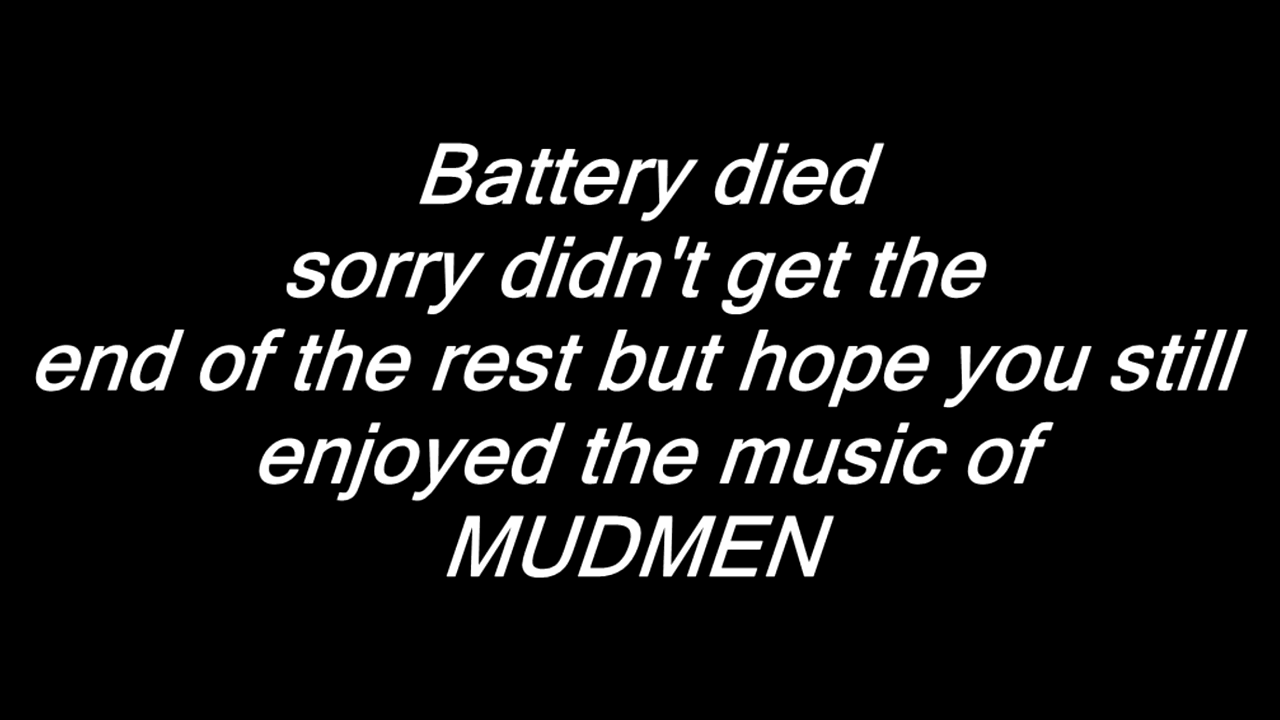 Battery died
sorry didn't get the
end of the rest but hope you still
enjoyed the music of
MUDMEN